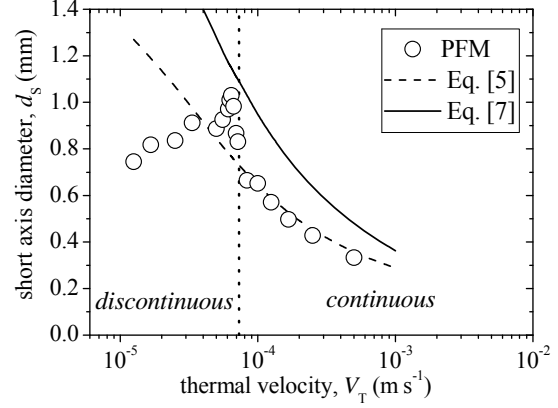 1.4
1.2
1.0
0.8
0.6
0.4
0.2
0.0
short axis diameter, dS (mm)
PFM
Eq. [5]
Eq. [7]
discontinuous
continuous
10-5
10-4
10-3
10-2
thermal velocity, VT (m s-1)